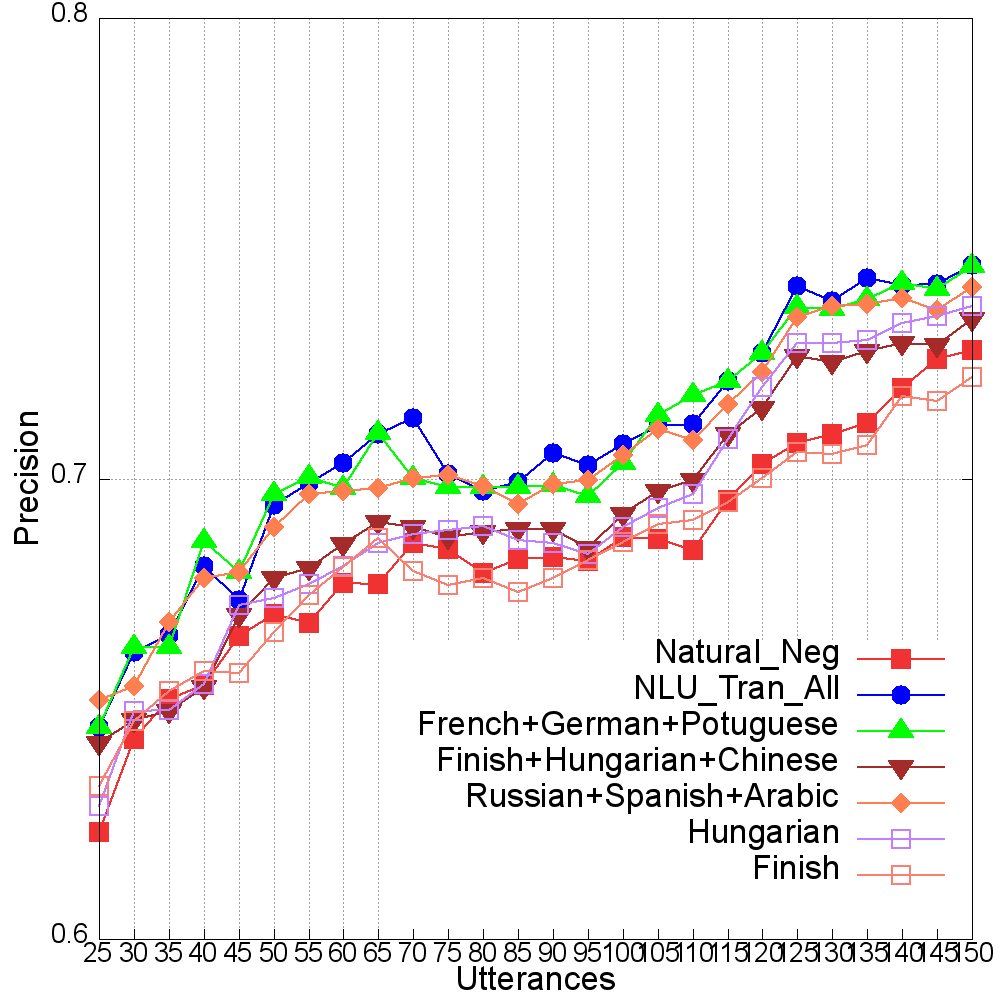 0.8
Precision
0.7
Natural_Neg
NLU_Tran_All
French+German+Potuguese
Finish+Hungarian+Chinese
Russian+Spanish+Arabic
Hungarian
Finish
0.6
25 30 35 40 45 50 55 60 65 70 75 80 85 90 95 100 105 110 115 120 125 130 135 140 145 150
Utterances